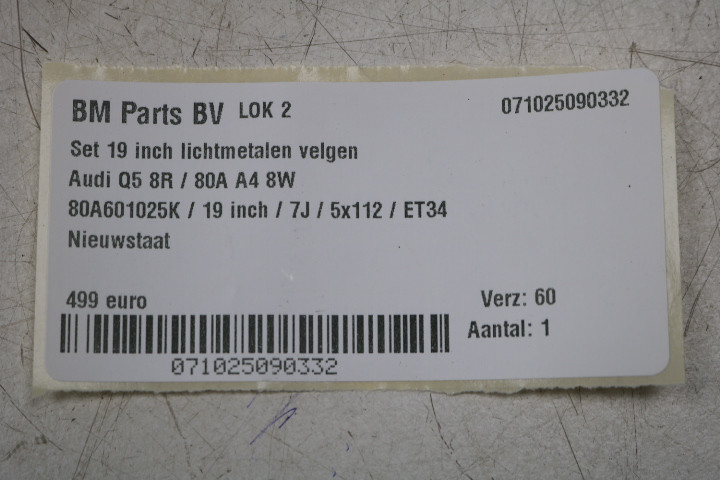 BM Parts BV LOK 2 071025090332
Set 19 inch lichtmetalen velgen
Audi Q5 8R / 80A A4 8W
80A601025K / 19 inch / 7J / 5x112 / ET34
Nieuwstaat
499 euro Verz: 60
Aantal: 1
071025090332